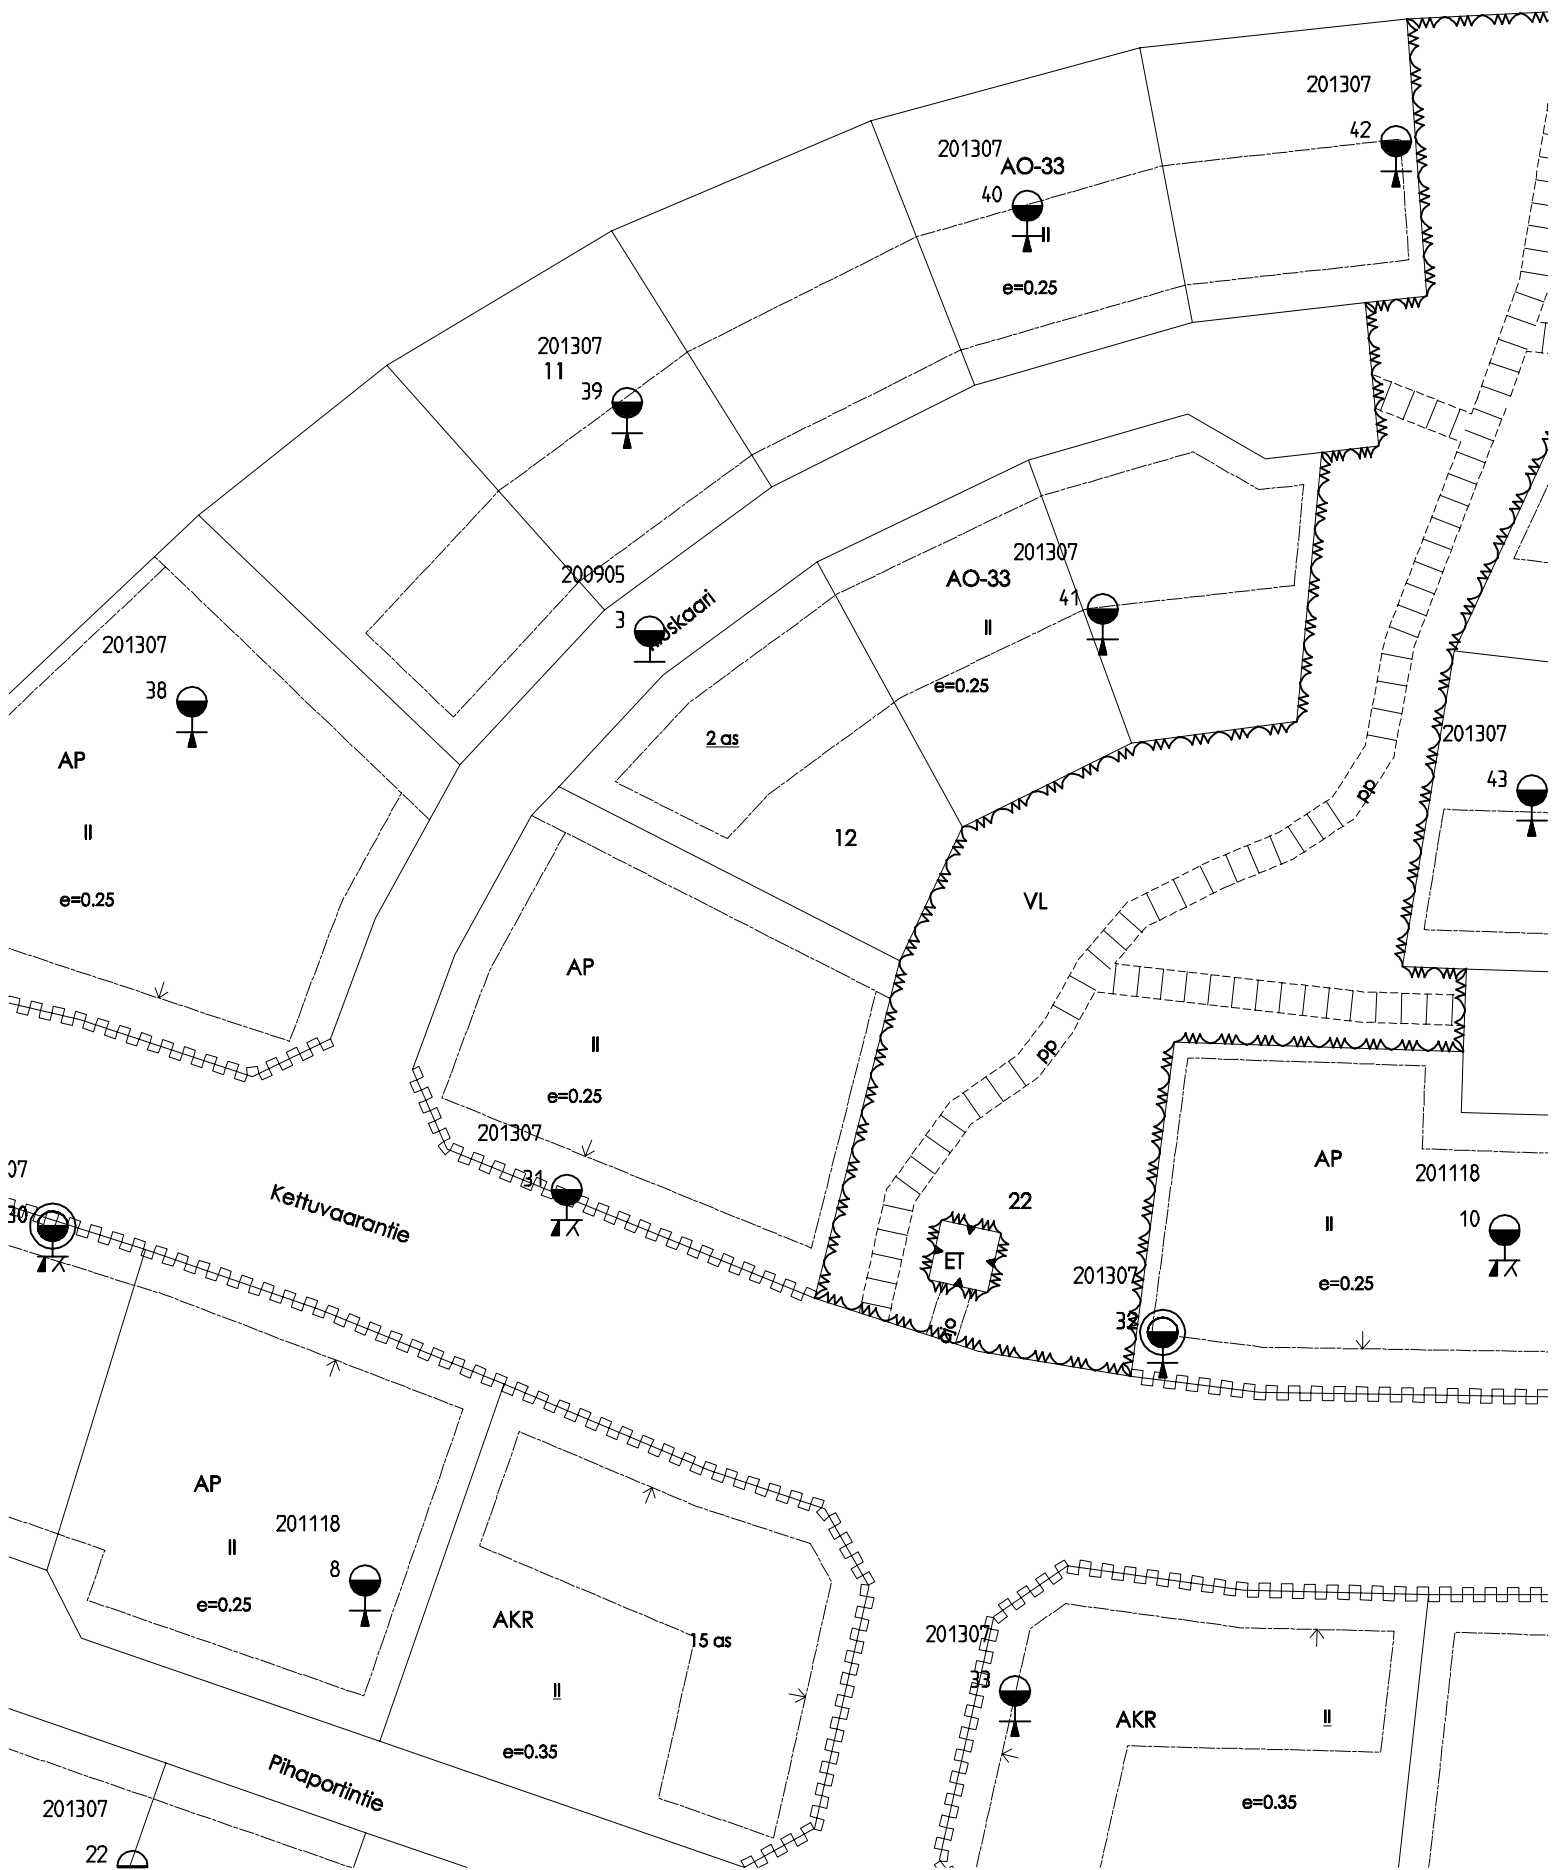 201307
42
201307
AO-33
40
II
e=0.25
201307
11
39
200905
3
201307
AO-33
41
II
e=0.25
2 as
12
201307
38
AP
II
e=0.25
201307
43
pp
VL
AP
II
e=0.25
pp
201307
31
07
30
Kettuvaarantie
22
ET
201307
32
AP
201118
10
II
e=0.25
AP
II
201118
8
e=0.25
AKR
15 as
II
e=0.35
201307
33
AKR
II
e=0.35
Pihaportintie
201307
22